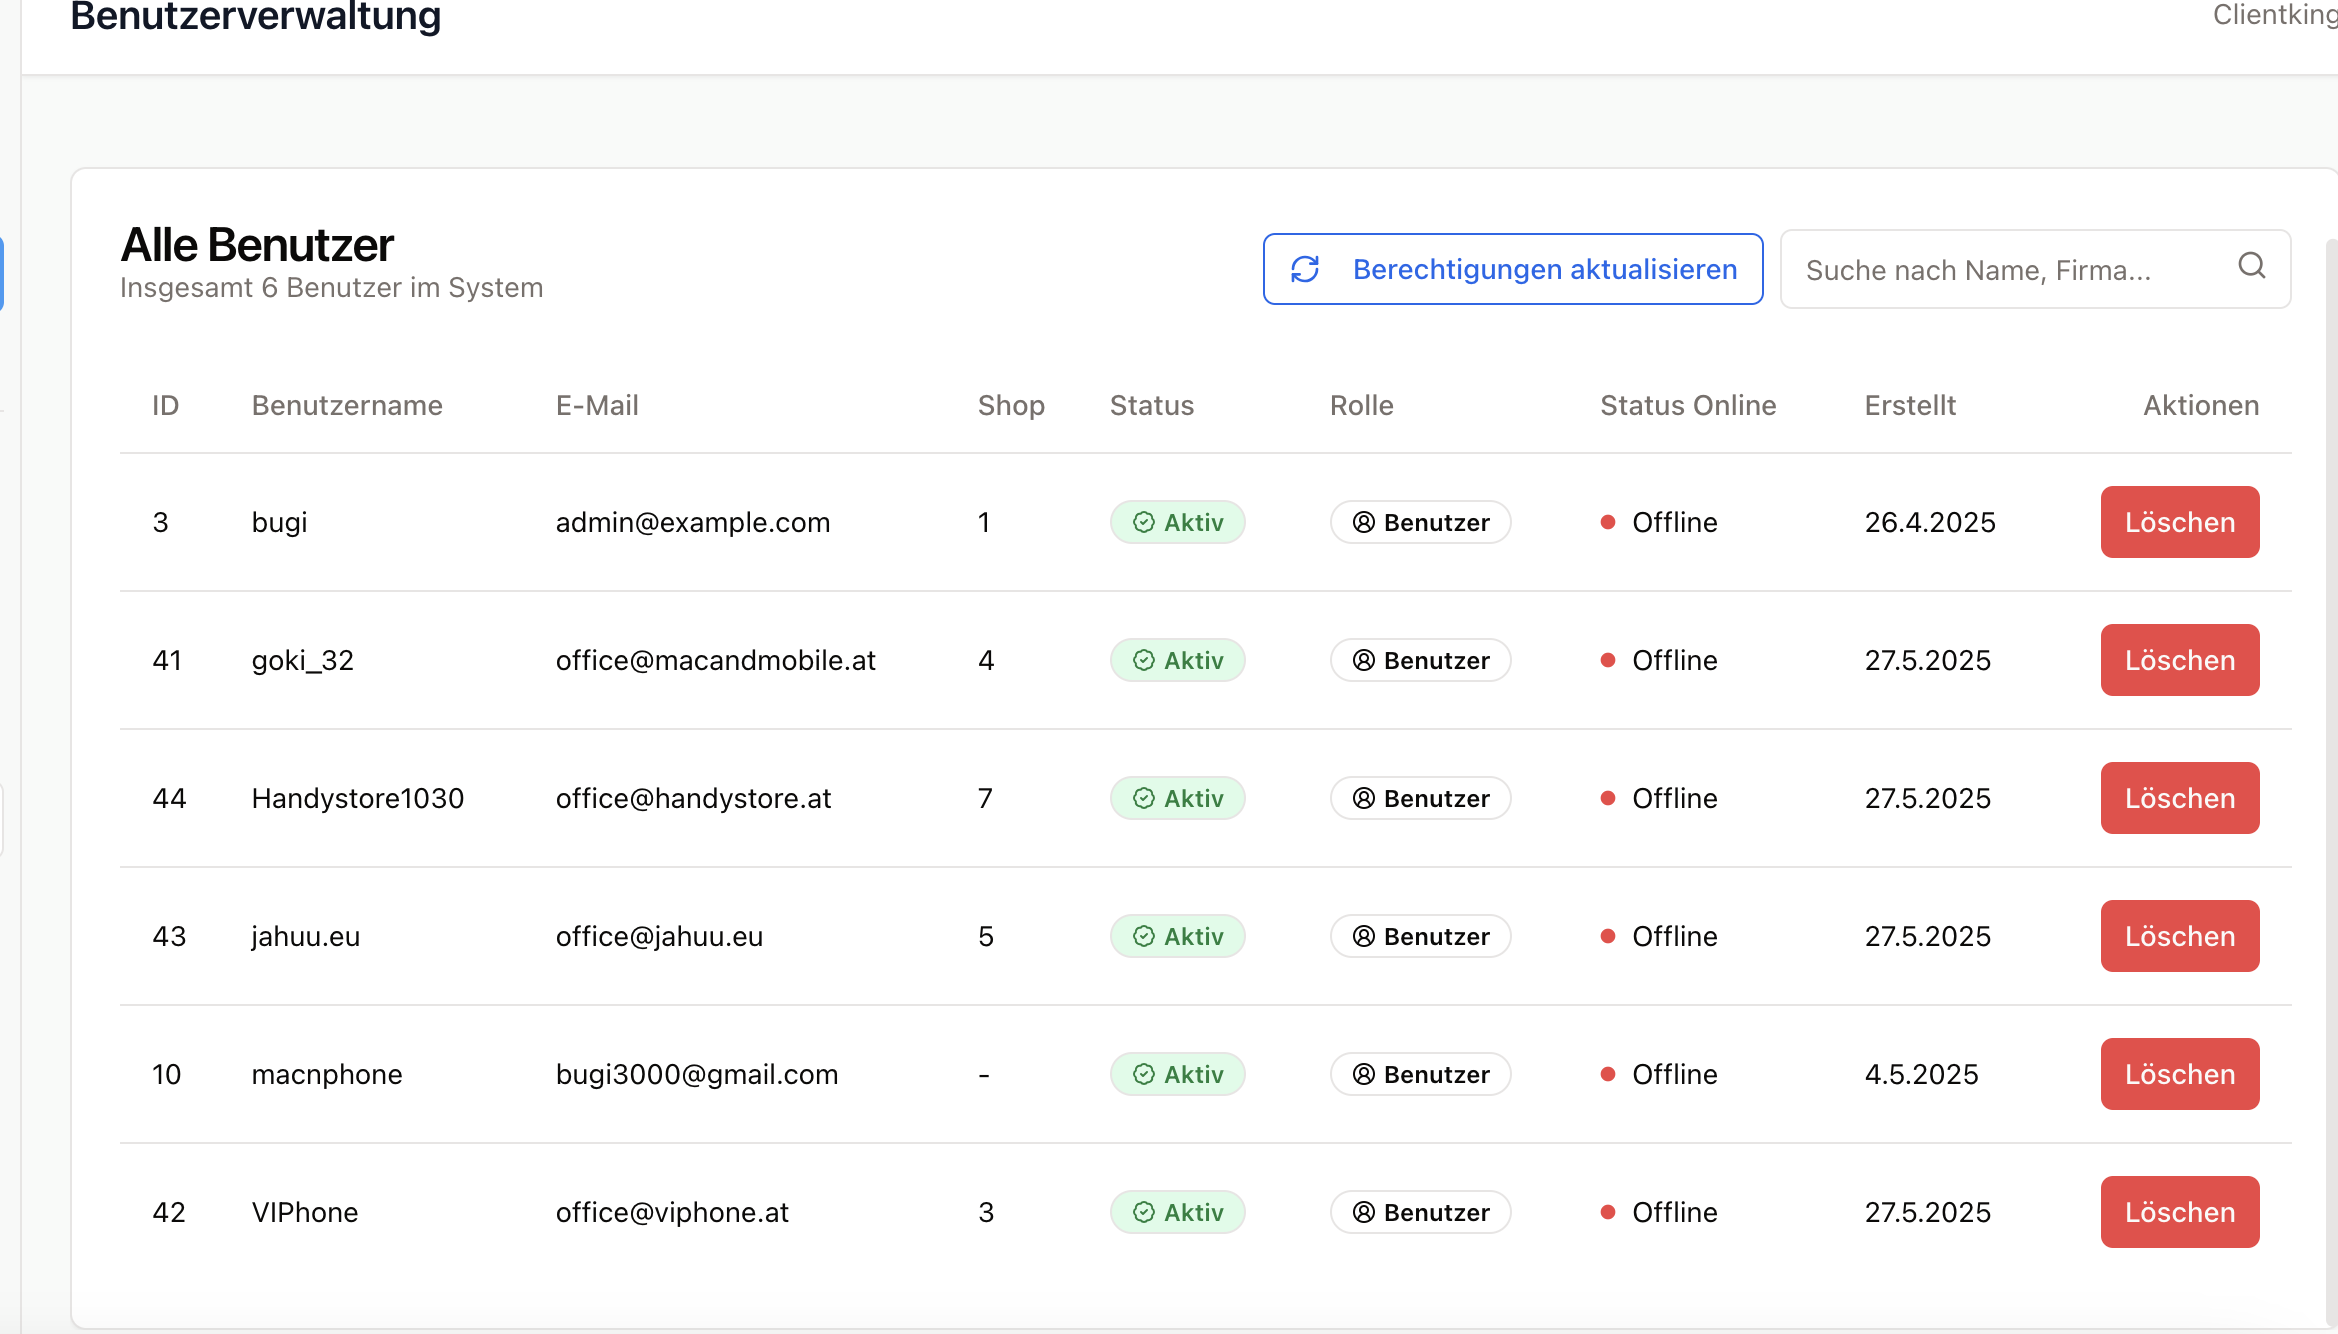 Benutzerverwaltung
Clientking
Alle Benutzer
Insgesamt 6 Benutzer im System
Berechtigungen aktualisieren
Suche nach Name, Firma...
ID Benutzername E-Mail Shop Status Rolle Status Online Erstellt Aktionen
3 bugi admin@example.com 1 Aktiv Benutzer Offline 26.4.2025 Löschen
41 goki_32 office@macandmobile.at 4 Aktiv Benutzer Offline 27.5.2025 Löschen
44 Handystore1030 office@handystore.at 7 Aktiv Benutzer Offline 27.5.2025 Löschen
43 jahuu.eu office@jahuu.eu 5 Aktiv Benutzer Offline 27.5.2025 Löschen
10 macnphone bugi3000@gmail.com - Aktiv Benutzer Offline 4.5.2025 Löschen
42 VIPhone office@viphone.at 3 Aktiv Benutzer Offline 27.5.2025 Löschen